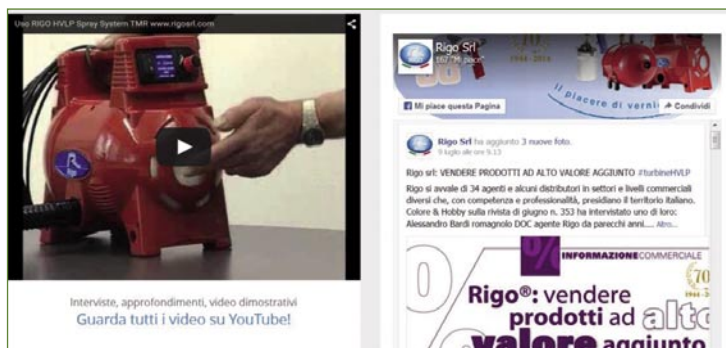 Uso RIGO HVLP Spray System TMR www.rigosrl.com
Rigo
Interviste, approfondimenti, video dimostrativi
Guarda tutti i video su YouTube!
Rigo Srl
167 "Mi piace"
70
1944 - 2014
il piacere di verni
Mi piace questa Pagina
Condividi
Rigo Srl ha aggiunto 3 nuove foto.
9 luglio alle ore 9.13
Rigo srl: VENDERE PRODOTTI AD ALTO VALORE AGGIUNTO #turbineHVLP
Rigo si avvale di 34 agenti e alcuni distributori in settori e livelli commerciali
diversi che, con competenza e professionalità, presidiano il territorio italiano.
Colore & Hobby sulla rivista di giugno n. 353 ha intervistato uno di loro:
Alessandro Bardi romagnolo DOC agente Rigo da parecchi anni.... Altro...
INFORMAZIONECOMMERCIALE
70
Rigo®: vendere
prodotti ad alto
valore aggiunto